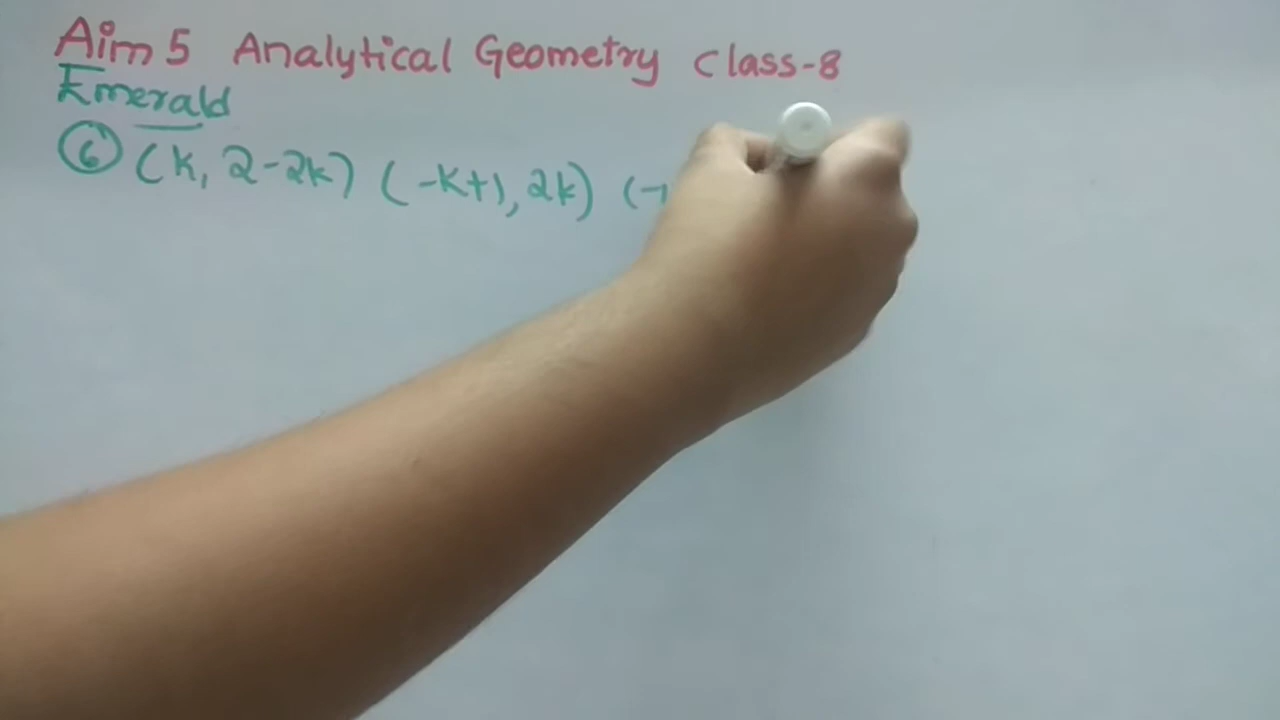 Aim 5 Analytical Geometry class-8
Emerald
⑥ (k, 2-2k) (-k+1, 2k) (-